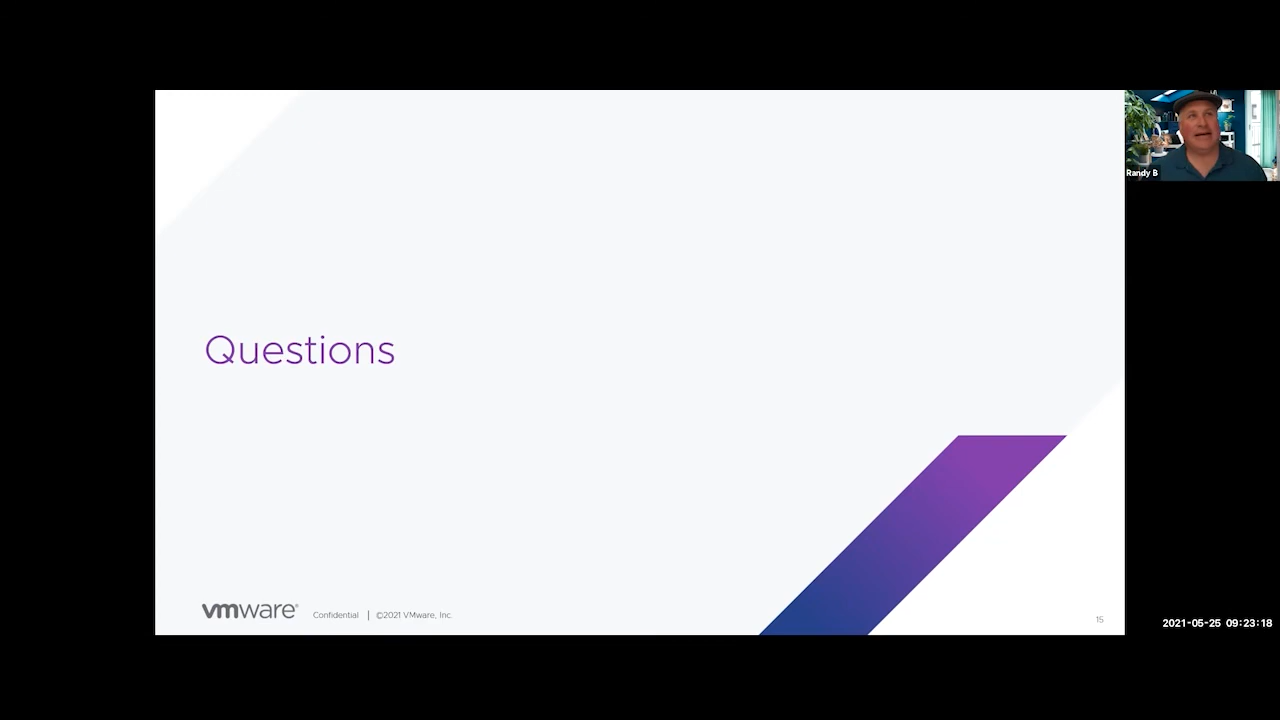 Randy B
Questions
vmware®
Confidential | ©2021 VMware, Inc.
15
2021-05-25 09:23:18